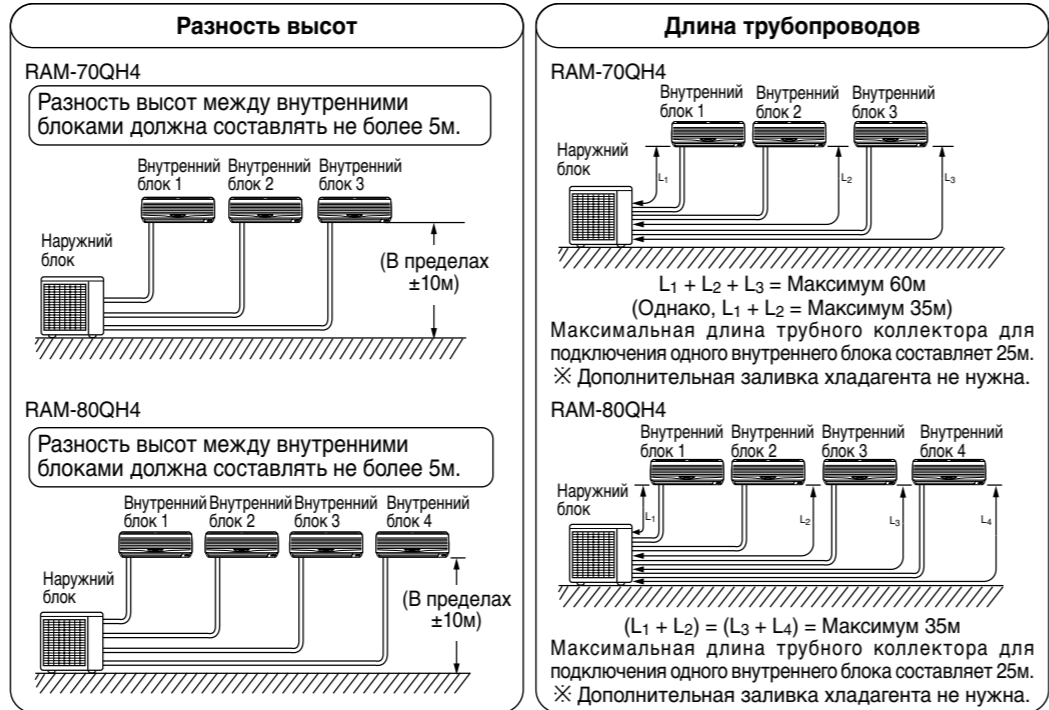 Разность высот
RAM-70QH4
Разность высот между внутренними
блоками должна составлять не более 5м.
Внутренний Внутренний Внутренний
блок 1 блок 2 блок 3
Наружний
блок
(В пределах
±10м)
RAM-80QH4
Разность высот между внутренними
блоками должна составлять не более 5м.
Внутренний Внутренний Внутренний Внутренний
блок 1 блок 2 блок 3 блок 4
Наружний
блок
(В пределах
±10м)
Длина трубопроводов
RAM-70QH4
Внутренний Внутренний Внутренний
блок 1 блок 2 блок 3
Наружний
блок
L1 L2 L3
L1 + L2 + L3 = Максимум 60м
(Однако, L1 + L2 = Максимум 35м)
Максимальная длина трубного коллектора для
подключения одного внутреннего блока составляет 25м.
※ Дополнительная заливка хладагента не нужна.
RAM-80QH4
Внутренний Внутренний Внутренний Внутренний
блок 1 блок 2 блок 3 блок 4
Наружний
блок
L1 L2 L3 L4
(L1 + L2) = (L3 + L4) = Максимум 35м
Максимальная длина трубного коллектора для
подключения одного внутреннего блока составляет 25м.
※ Дополнительная заливка хладагента не нужна.